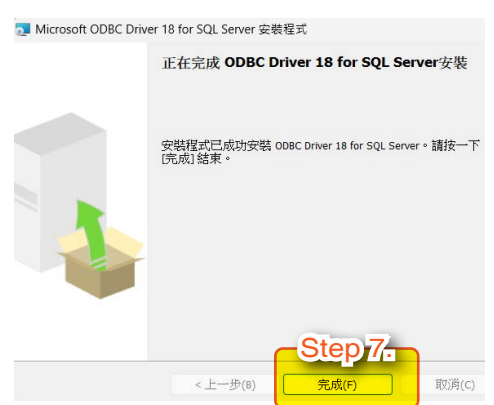 Microsoft ODBC Driver 18 for SQL Server 安裝程式
正在完成 ODBC Driver 18 for SQL Server安裝
安裝程式已成功安裝 ODBC Driver 18 for SQL Server。請按一下
[完成] 結束。
Step 7.
< 上一步(B)
完成(F)
取消(C)